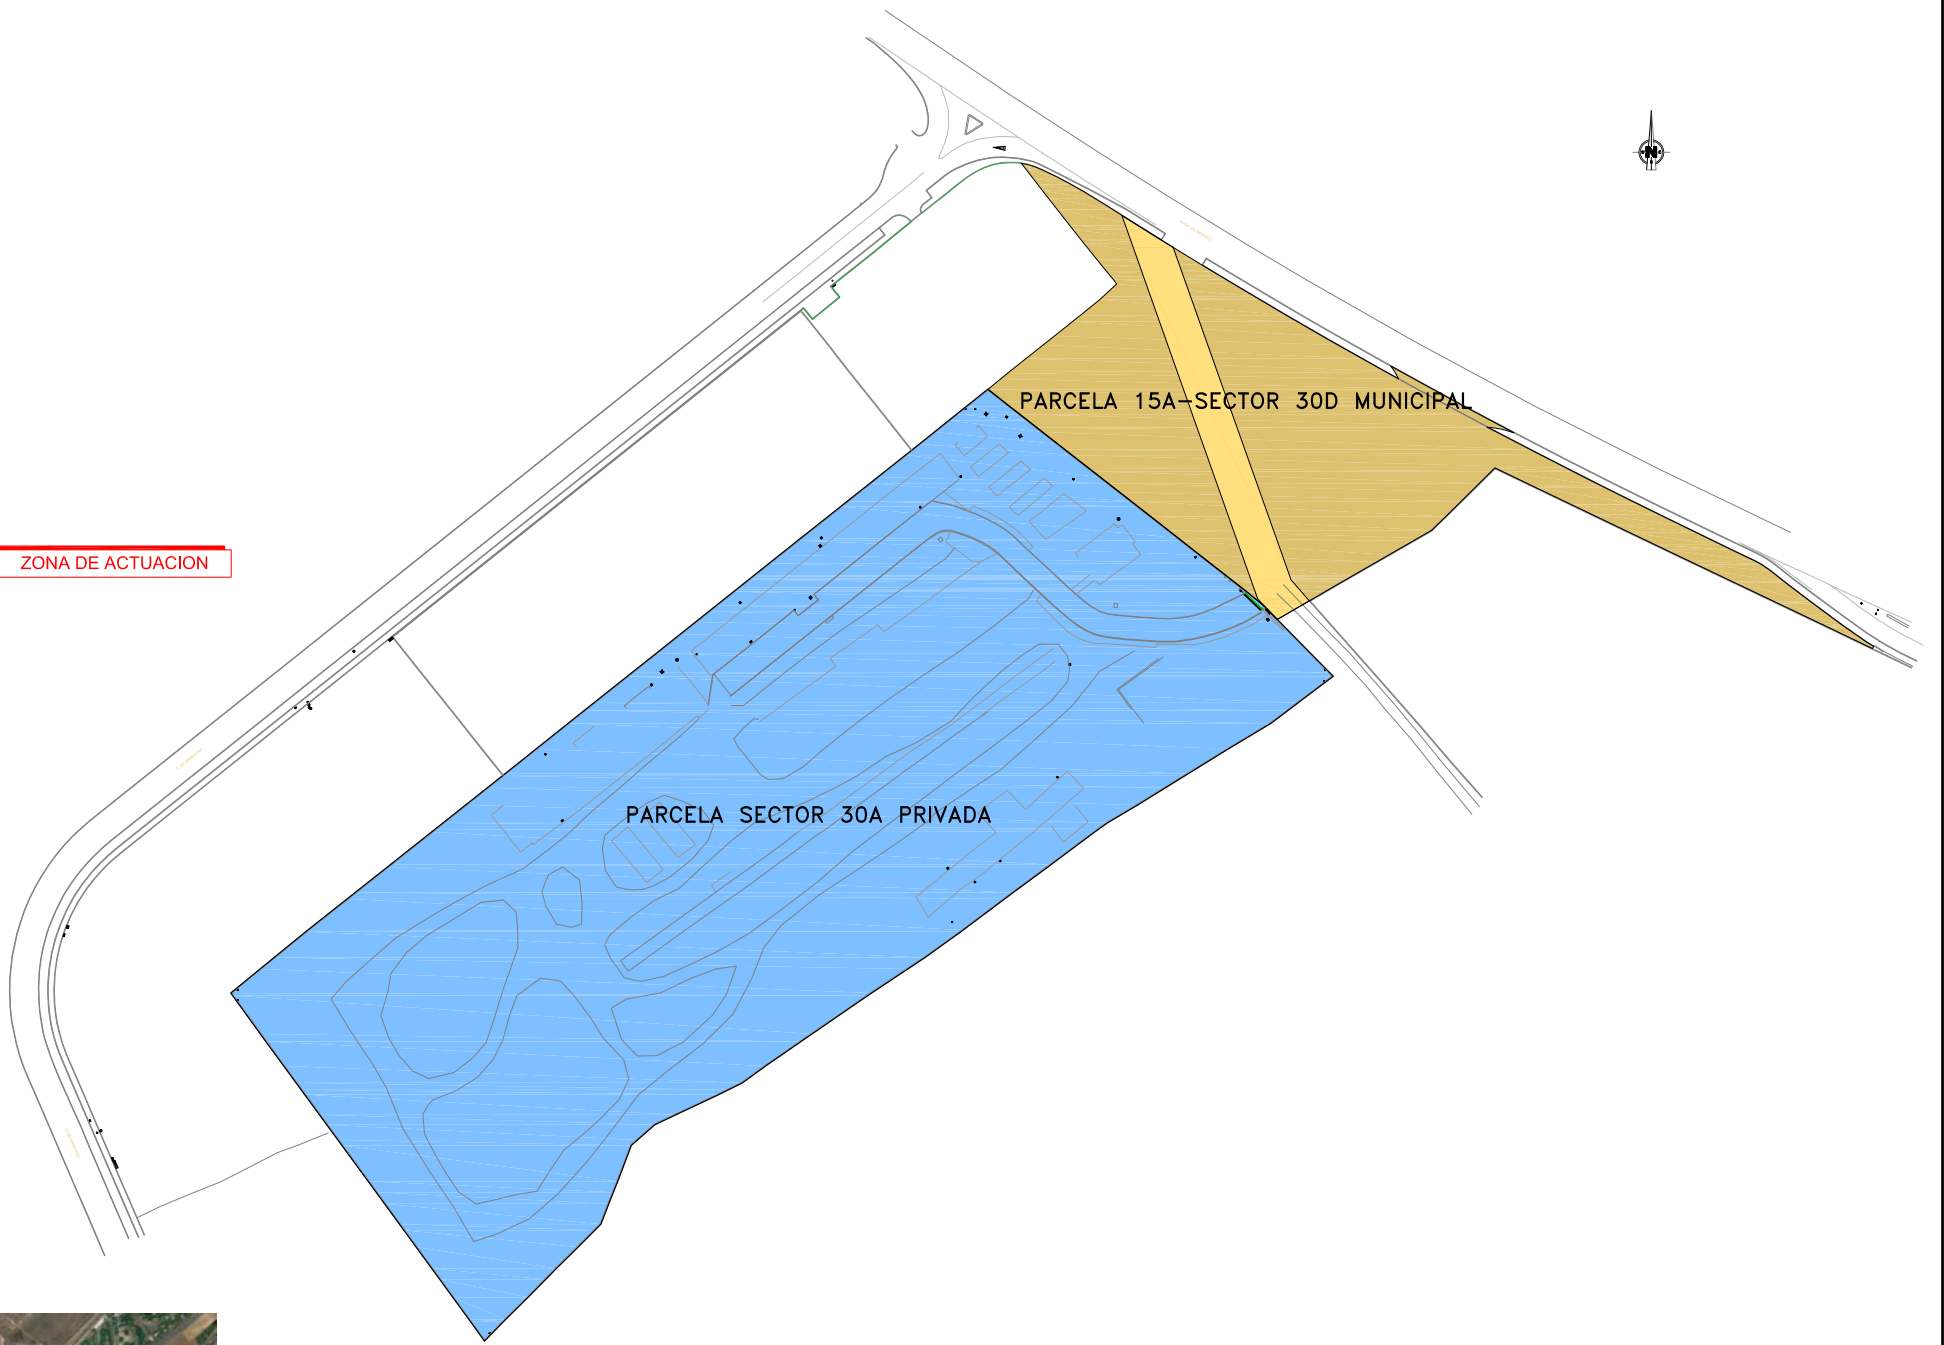 N
PARCELA 15A-SECTOR 30D MUNICIPAL
ZONA DE ACTUACION
PARCELA SECTOR 30A PRIVADA